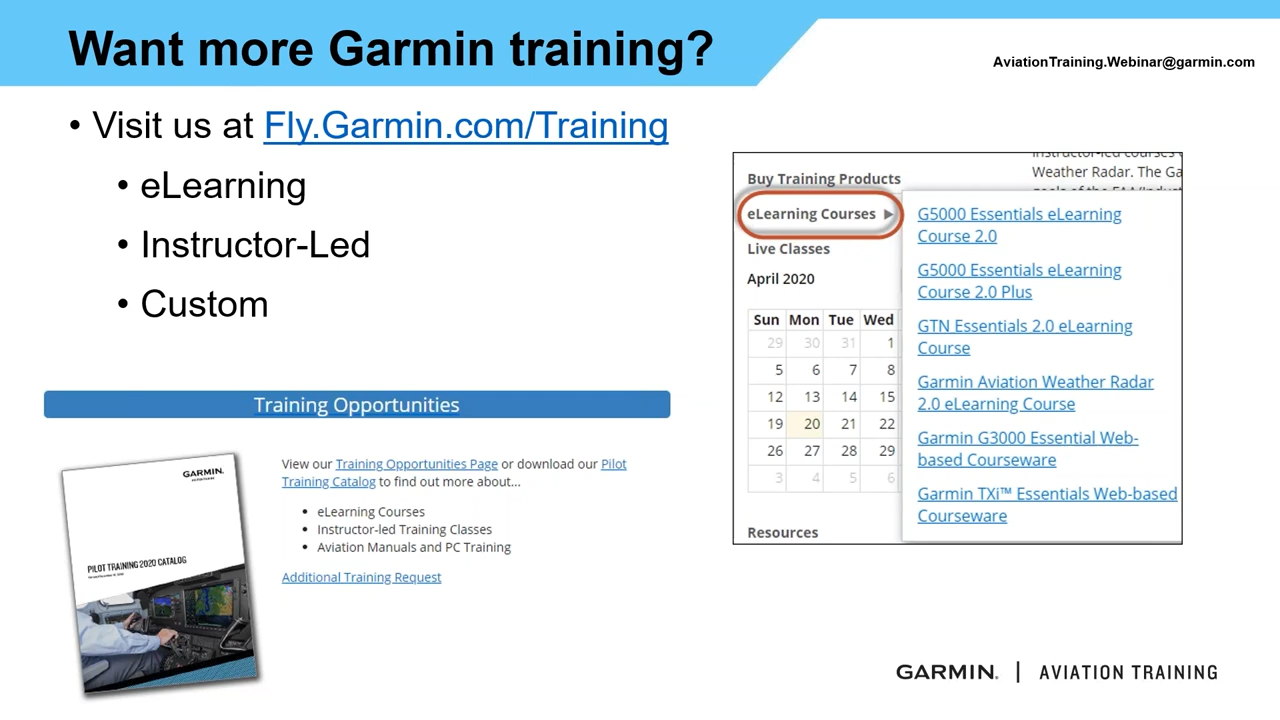 Want more Garmin training?
AviationTraining.Webinar@garmin.com
• Visit us at Fly.Garmin.com/Training
• eLearning
• Instructor-Led
• Custom
Training Opportunities
GARMIN.
PILOT TRAINING 2020 CATALOG
View our Training Opportunities Page or download our Pilot
Training Catalog to find out more about...
• eLearning Courses
• Instructor-led Training Classes
• Aviation Manuals and PC Training
Additional Training Request
Weather Radar. The Ga
Buy Training Products
eLearning Courses ▶
Live Classes
April 2020
Sun Mon Tue Wed
29 30 31 1
5 6 7 8
12 13 14 15
19 20 21 22
26 27 28 29
3 4 5 6
Resources
G5000 Essentials eLearning
Course 2.0
G5000 Essentials eLearning
Course 2.0 Plus
GTN Essentials 2.0 eLearning
Course
Garmin Aviation Weather Radar
2.0 eLearning Course
Garmin G3000 Essential Web-
based Courseware
Garmin TXi™ Essentials Web-based
Courseware
GARMIN. | AVIATION TRAINING